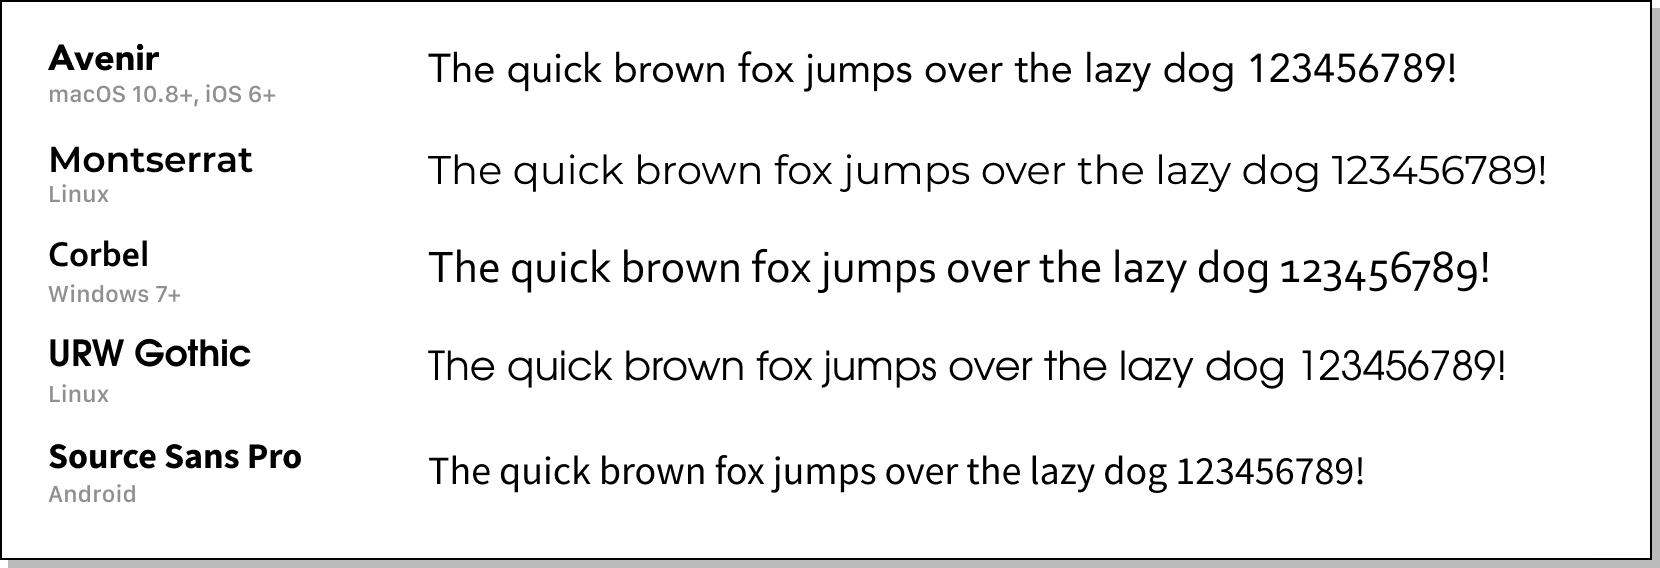 Avenir
The quick brown fox jumps over the lazy dog 123456789!
macOS 10.8+, iOS 6+
Montserrat
The quick brown fox jumps over the lazy dog 123456789!
Linux
Corbel
The quick brown fox jumps over the lazy dog 123456789!
Windows 7+
URW Gothic
The quick brown fox jumps over the lazy dog 123456789!
Linux
Source Sans Pro
The quick brown fox jumps over the lazy dog 123456789!
Android